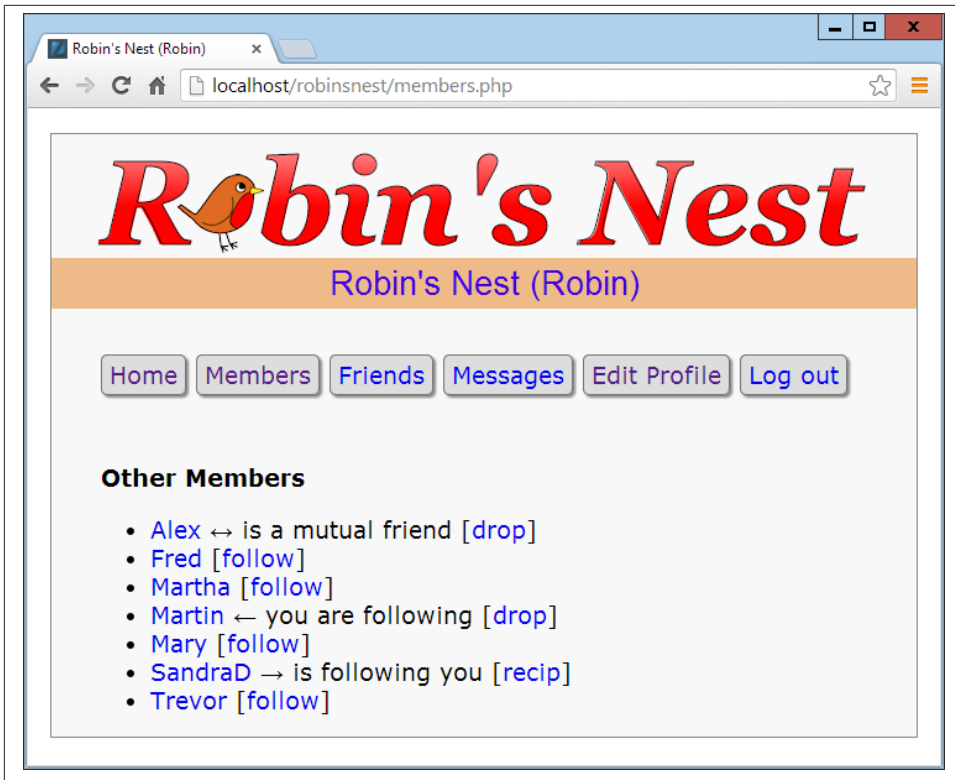 Robin's Nest (Robin)
localhost/robinsnest/members.php
Robin's Nest
Robin's Nest (Robin)
Home Members Friends Messages Edit Profile Log out
Other Members
• Alex ↔ is a mutual friend [drop]
• Fred [follow]
• Martha [follow]
• Martin ← you are following [drop]
• Mary [follow]
• SandraD → is following you [recip]
• Trevor [follow]